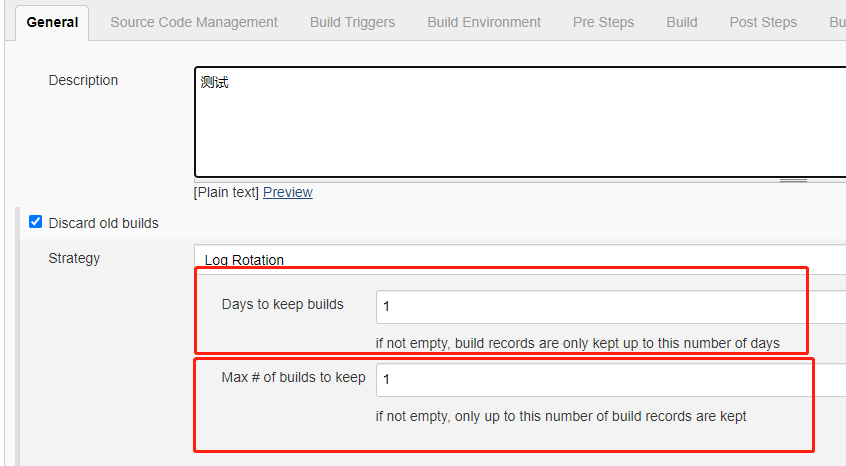 General Source Code Management Build Triggers Build Environment Pre Steps Build Post Steps Bu
Description
测试
[Plain text] Preview
Discard old builds
Strategy
Log Rotation
Days to keep builds
1
if not empty, build records are only kept up to this number of days
Max # of builds to keep
1
if not empty, only up to this number of build records are kept